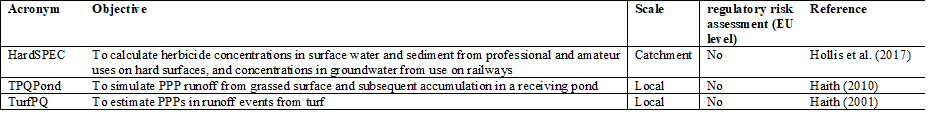 Acronym Objective Scale regulatory risk Reference
assessment (EU
level)
HardSPEC To calculate herbicide concentrations in surface water and sediment from professional and amateur Catchment No Hollis et al. (2017)
uses on hard surfaces, and concentrations in groundwater from use on railways
TPQPond To simulate PPP runoff from grassed surface and subsequent accumulation in a receiving pond Local No Haith (2010)
TurfPQ To estimate PPPs in runoff events from turf Local No Haith (2001)